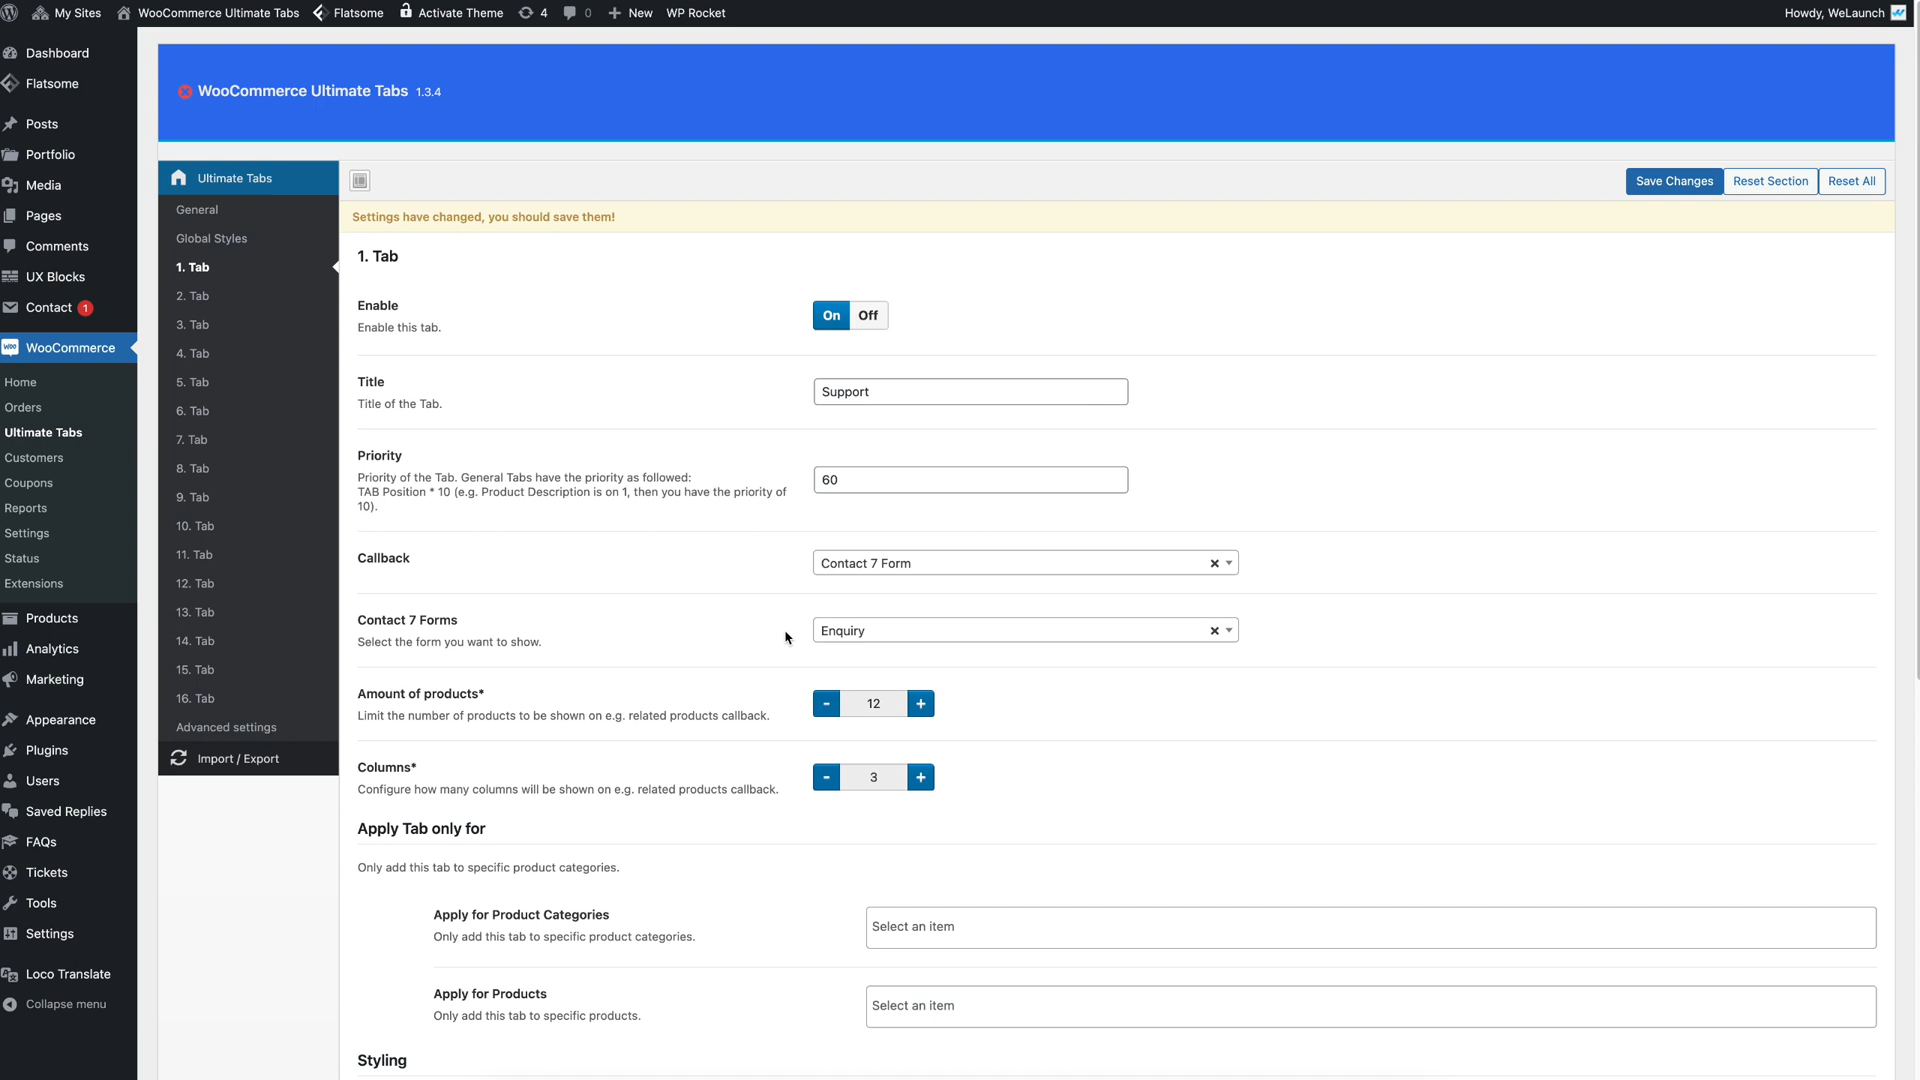 My Sites
WooCommerce Ultimate Tabs
Flatsome
Activate Theme
4
0
New
WP Rocket
Howdy, WeLaunch
Dashboard
Flatsome
Posts
Portfolio
Media
Pages
Comments
UX Blocks
Contact 1
WooCommerce
Home
Orders
Ultimate Tabs
Customers
Coupons
Reports
Settings
Status
Extensions
Products
Analytics
Marketing
Appearance
Plugins
Users
Saved Replies
FAQs
Tickets
Tools
Settings
Loco Translate
Collapse menu
WooCommerce Ultimate Tabs 1.3.4
Ultimate Tabs
General
Global Styles
1. Tab
2. Tab
3. Tab
4. Tab
5. Tab
6. Tab
7. Tab
8. Tab
9. Tab
10. Tab
11. Tab
12. Tab
13. Tab
14. Tab
15. Tab
16. Tab
Advanced settings
Import / Export
Save Changes
Reset Section
Reset All
Settings have changed, you should save them!
1. Tab
Enable
Enable this tab.
On
Off
Title
Title of the Tab.
Support
Priority
Priority of the Tab. General Tabs have the priority as followed:
TAB Position * 10 (e.g. Product Description is on 1, then you have the priority of
10).
60
Callback
Contact 7 Form
Contact 7 Forms
Select the form you want to show.
Enquiry
Amount of products*
Limit the number of products to be shown on e.g. related products callback.
- 12 +
Columns*
Configure how many columns will be shown on e.g. related products callback.
- 3 +
Apply Tab only for
Only add this tab to specific product categories.
Apply for Product Categories
Only add this tab to specific product categories.
Select an item
Apply for Products
Only add this tab to specific products.
Select an item
Styling